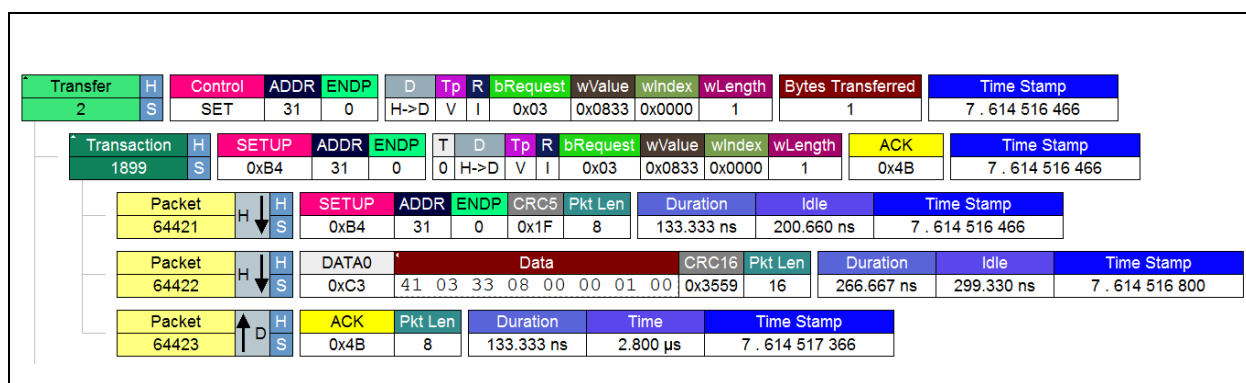 Transfer H Control ADDR ENDP D Tp R bRequest wValue wIndex wLength Bytes Transferred Time Stamp
2 S SET 31 0 H->D V I 0x03 0x0833 0x0000 1 1 7 . 614 516 466
Transaction H SETUP ADDR ENDP T D Tp R bRequest wValue wIndex wLength ACK Time Stamp
1899 S 0xB4 31 0 0 H->D V I 0x03 0x0833 0x0000 1 0x4B 7 . 614 516 466
Packet H H SETUP ADDR ENDP CRC5 Pkt Len Duration Idle Time Stamp
64421 S 0xB4 31 0 0x1F 8 133.333 ns 200.660 ns 7 . 614 516 466
Packet H H DATA0 Data CRC16 Pkt Len Duration Idle Time Stamp
64422 S 0xC3 41 03 33 08 00 00 01 00 0x3559 16 266.667 ns 299.330 ns 7 . 614 516 800
Packet D H ACK Pkt Len Duration Time Time Stamp
64423 S 0x4B 8 133.333 ns 2.800 µs 7 . 614 517 366